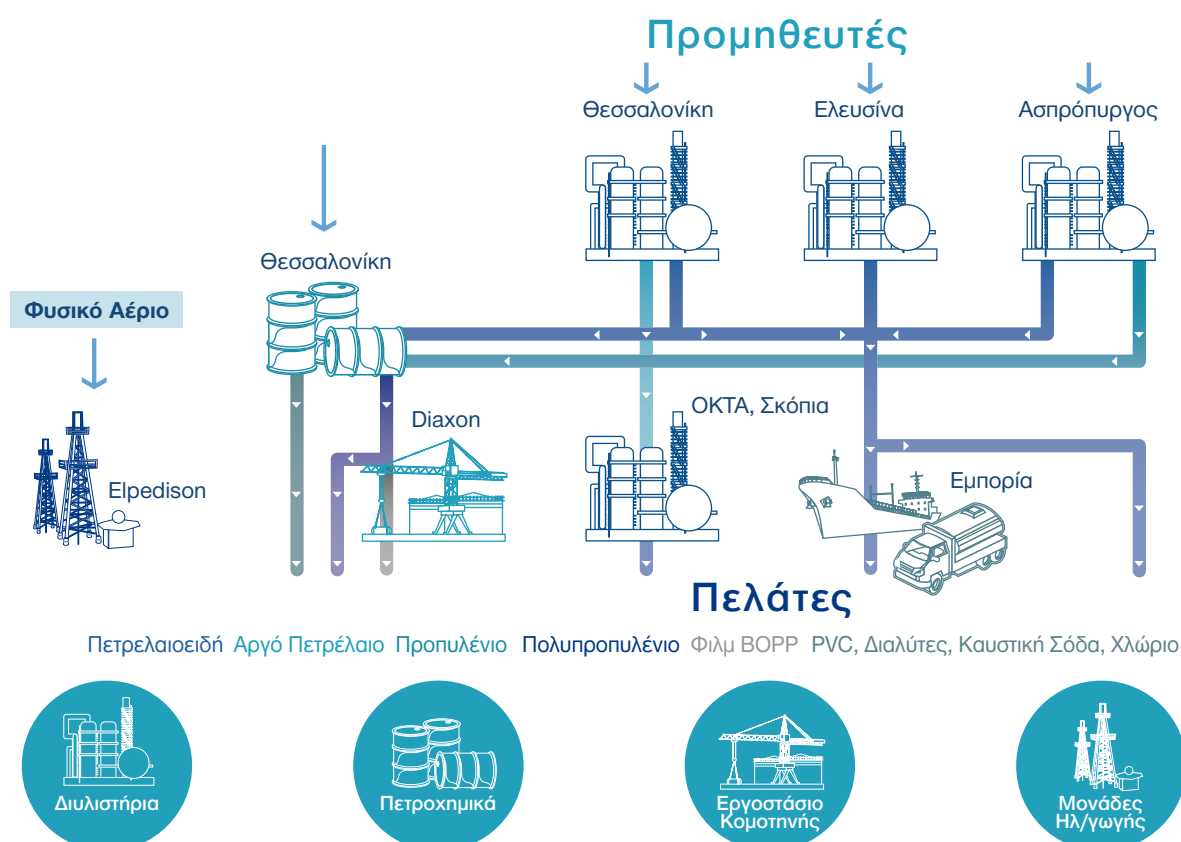 Προμηθευτές
Θεσσαλονίκη
Ελευσίνα
Ασπρόπυργος
Θεσσαλονίκη
Φυσικό Αέριο
ΟΚΤΑ, Σκόπια
Diaxon
Εμπορία
Elpedison
Πελάτες
Πετρελαιοειδή Αργό Πετρέλαιο Προπυλένιο Πολυπροπυλένιο Φιλμ BOPP PVC, Διαλύτες, Καυστική Σόδα, Χλώριο
Διυλιστήρια
Πετροχημικά
Εργοστάσιο
Κομοτηνής
Μονάδες
Ηλ/γωγής